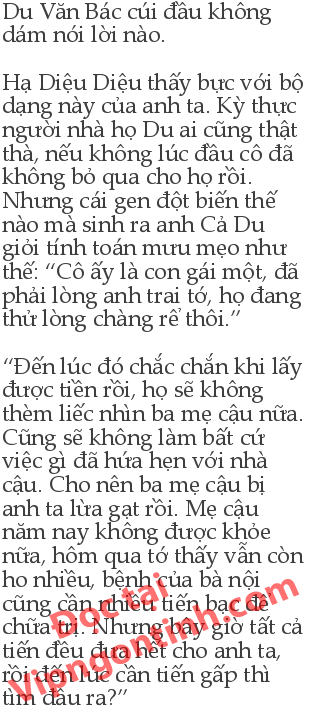 Du Văn Bác cúi đầu không
dám nói lời nào.
Hạ Diệu Diệu thấy bực với bộ
dạng này của anh ta. Kỳ thực
người nhà họ Du ai cũng thật
thà, nếu không lúc đầu cô đã
không bỏ qua cho họ rồi.
Nhưng cái gen đột biến thế
nào mà sinh ra anh Cả Du
giỏi tính toán mưu mẹo như
thế: “Cô ấy là con gái một, đã
phải lòng anh trai tớ, họ đang
thử lòng chàng rể thôi.”
“Đến lúc đó chắc chắn khi lấy
được tiền rồi, họ sẽ không
thèm liếc nhìn ba mẹ cậu nữa.
Cũng sẽ không làm bất cứ
việc gì đã hứa hẹn với nhà
cậu. Cho nên ba mẹ cậu bị
anh ta lừa gạt rồi. Mẹ cậu
năm nay không được khỏe
nữa, hôm qua tớ thấy vẫn còn
ho nhiều, bệnh của bà nội
cũng cần nhiều tiền bạc để
chữa trị. Nhưng bây giờ tất cả
tiền đều đưa hết cho anh ta,
rồi đến lúc cần tiền gấp thì
tìm đâu ra?”
Đọc tại
Vipngontinh.com